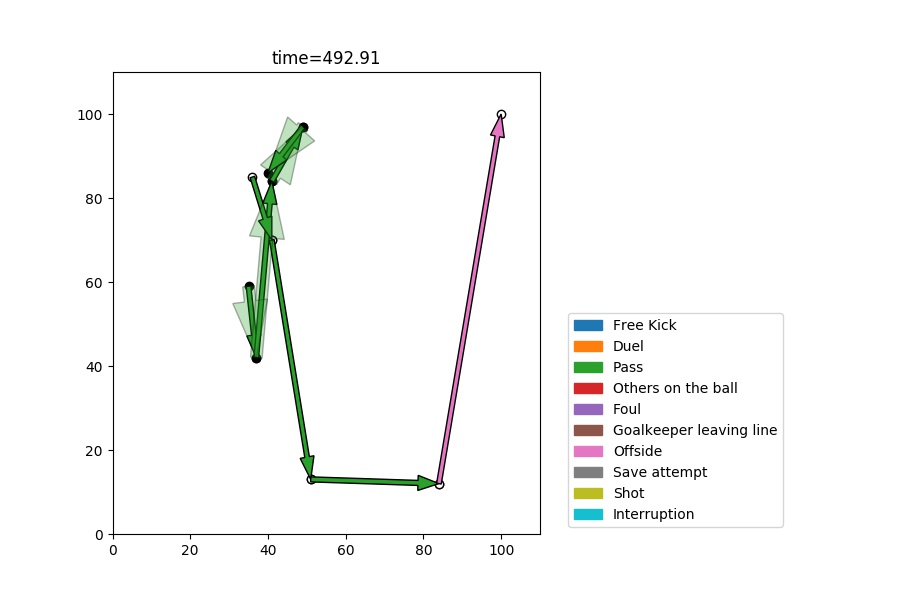 time=492.91
100
80
60
40
20
0
0 20 40 60 80 100
Free Kick
Duel
Pass
Others on the ball
Foul
Goalkeeper leaving line
Offside
Save attempt
Shot
Interruption